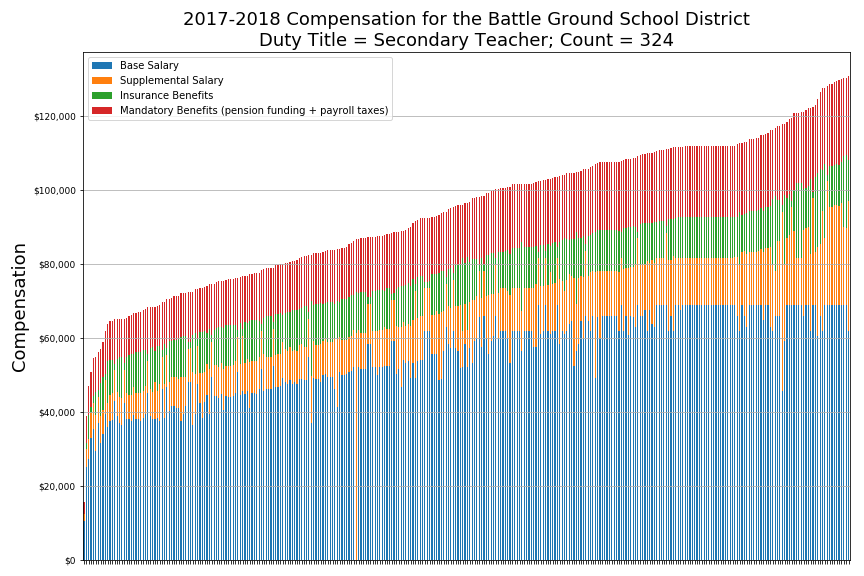 2017-2018 Compensation for the Battle Ground School District
Duty Title = Secondary Teacher; Count = 324
Base Salary
Supplemental Salary
Insurance Benefits
Mandatory Benefits (pension funding + payroll taxes)
Compensation
$120,000
$100,000
$80,000
$60,000
$40,000
$20,000
$0